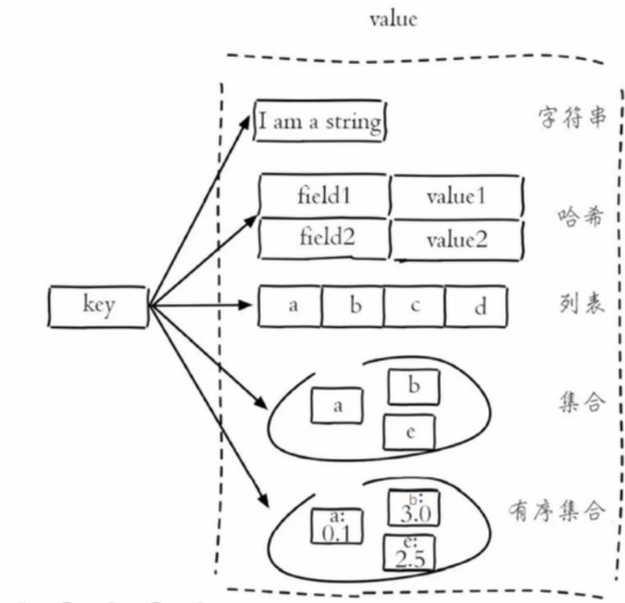 value
I am a string
字符串
field1 value1
哈希
field2 value2
key
a b c d
列表
b
a
集合
e
b:
3.0
a:
0.1
有序集合
e:
2.5